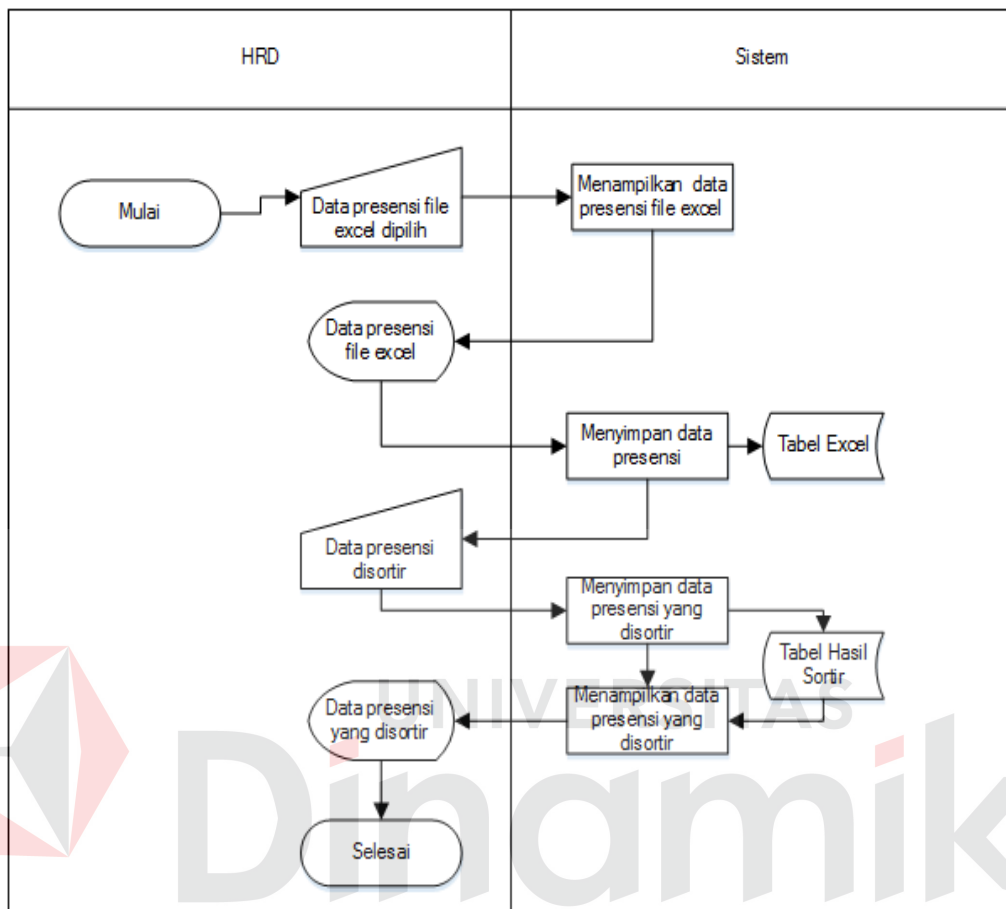 HRD
Sistem
Mulai
Data presensi file
excel dipilih
Menampilkan data
presensi file excel
Data presensi
file excel
Menyimpan data
presensi
Tabel Excel
Data presensi
disortir
Menyimpan data
presensi yang
disortir
Tabel Hasil
Sortir
Menampilkan data
presensi yang
disortir
Data presensi
yang disortir
Selesai
UNIVERSITAS
Dinamik